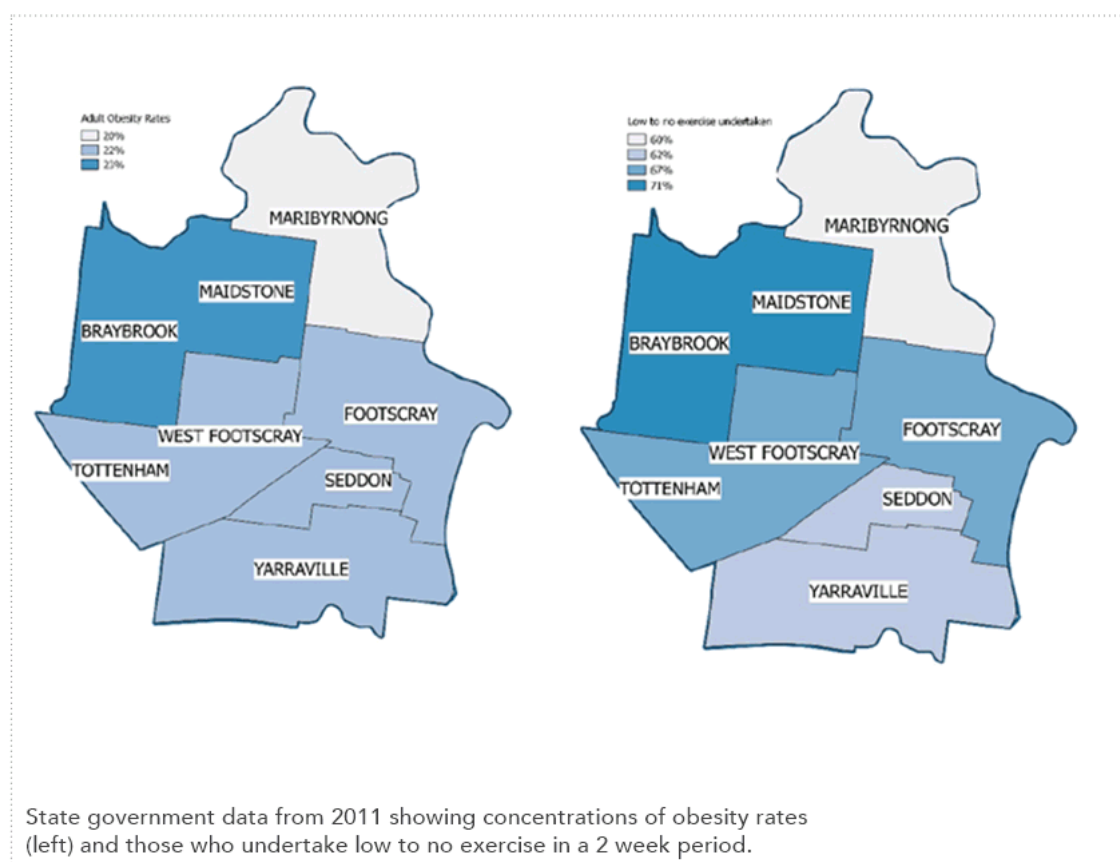 Adult Obesity Rates
20%
22%
23%
MARIBYRNONG
MAIDSTONE
BRAYBROOK
FOOTSCRAY
WEST FOOTSCRAY
TOTTENHAM
SEDDON
YARRAVILLE
Low to no exercise undertaken
60%
62%
67%
71%
MARIBYRNONG
MAIDSTONE
BRAYBROOK
FOOTSCRAY
WEST FOOTSCRAY
TOTTENHAM
SEDDON
YARRAVILLE
State government data from 2011 showing concentrations of obesity rates
(left) and those who undertake low to no exercise in a 2 week period.